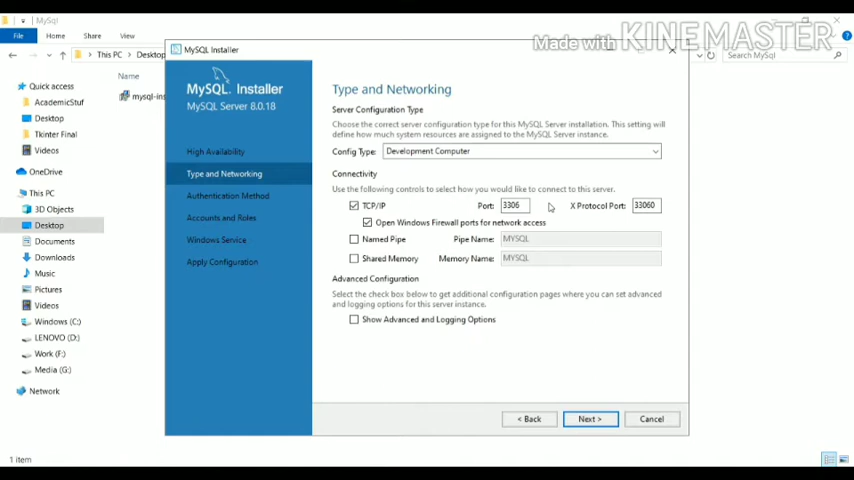 MySql
Made with KINEMASTER
File Home Share View
This PC Desktop
Search MySql
Name
mysql-ins
Quick access
AcademicStuf
Desktop
Tkinter Final
Videos
OneDrive
This PC
3D Objects
Desktop
Documents
Downloads
Music
Pictures
Videos
Windows (C:)
LENOVO (D:)
Work (F:)
Media (G:)
Network
1 item
MySQL Installer
MySQL. Installer
MySQL Server 8.0.18
High Availability
Type and Networking
Authentication Method
Accounts and Roles
Windows Service
Apply Configuration
Type and Networking
Server Configuration Type
Choose the correct server configuration type for this MySQL Server installation. This setting will
define how much system resources are assigned to the MySQL Server instance.
Config Type: Development Computer
Connectivity
Use the following controls to select how you would like to connect to this server.
TCP/IP Port: 3306 X Protocol Port: 33060
Open Windows Firewall ports for network access
Named Pipe Pipe Name: MYSQL
Shared Memory Memory Name: MYSQL
Advanced Configuration
Select the check box below to get additional configuration pages where you can set advanced
and logging options for this server instance.
Show Advanced and Logging Options
< Back Next > Cancel